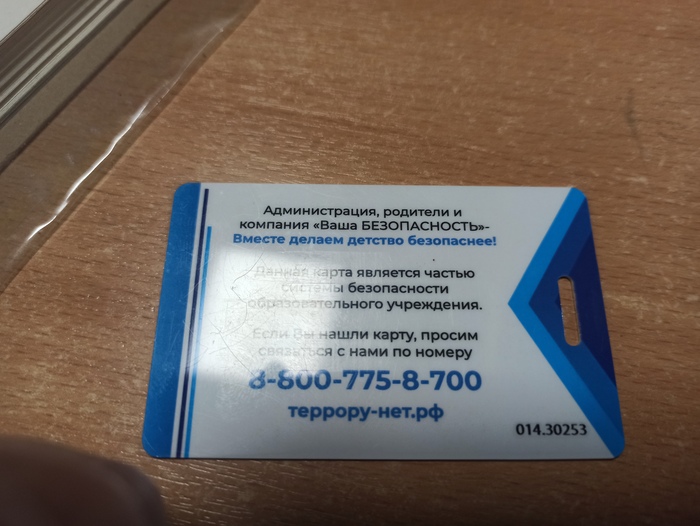 Администрация, родители и
компания «Ваша БЕЗОПАСНОСТЬ»-
Вместе делаем детство безопаснее!
Данная карта является частью
системы безопасности
образовательного учреждения.
Если Вы нашли карту, просим
связаться с нами по номеру
8-800-775-8-700
террору-нет.рф
014.30253